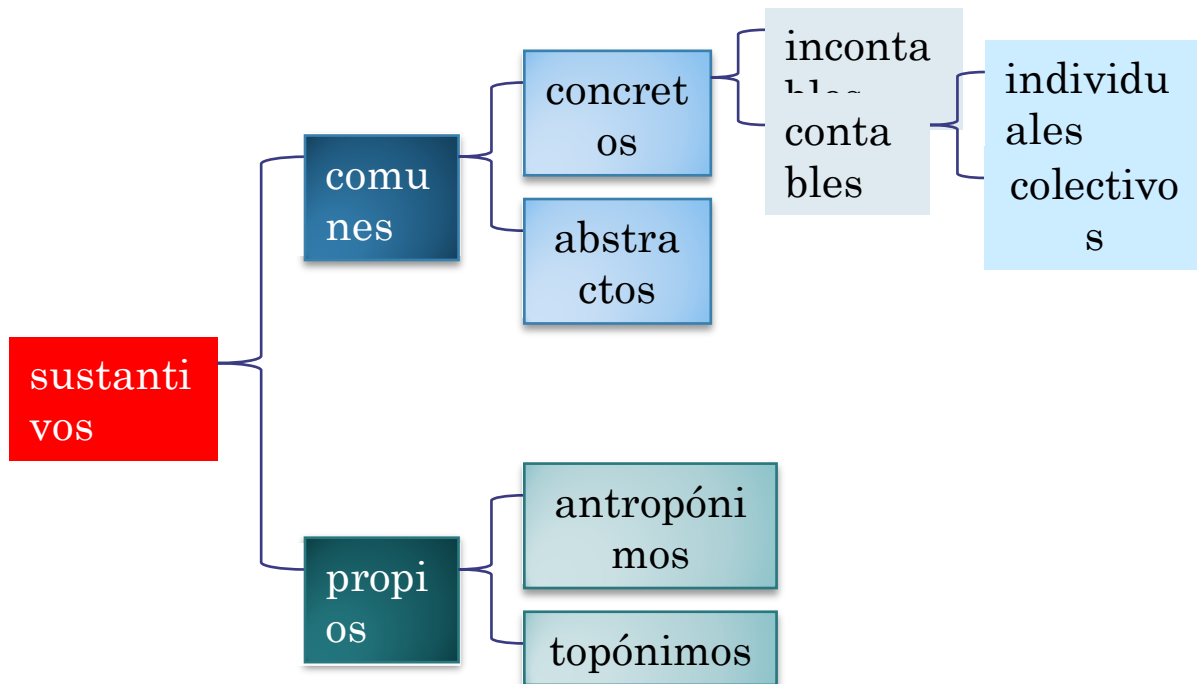 inconta
bles
conta
bles
individu
ales
colectivo
s
concret
os
comu
nes
abstra
ctos
sustanti
vos
antropóni
mos
propi
os
topónimos